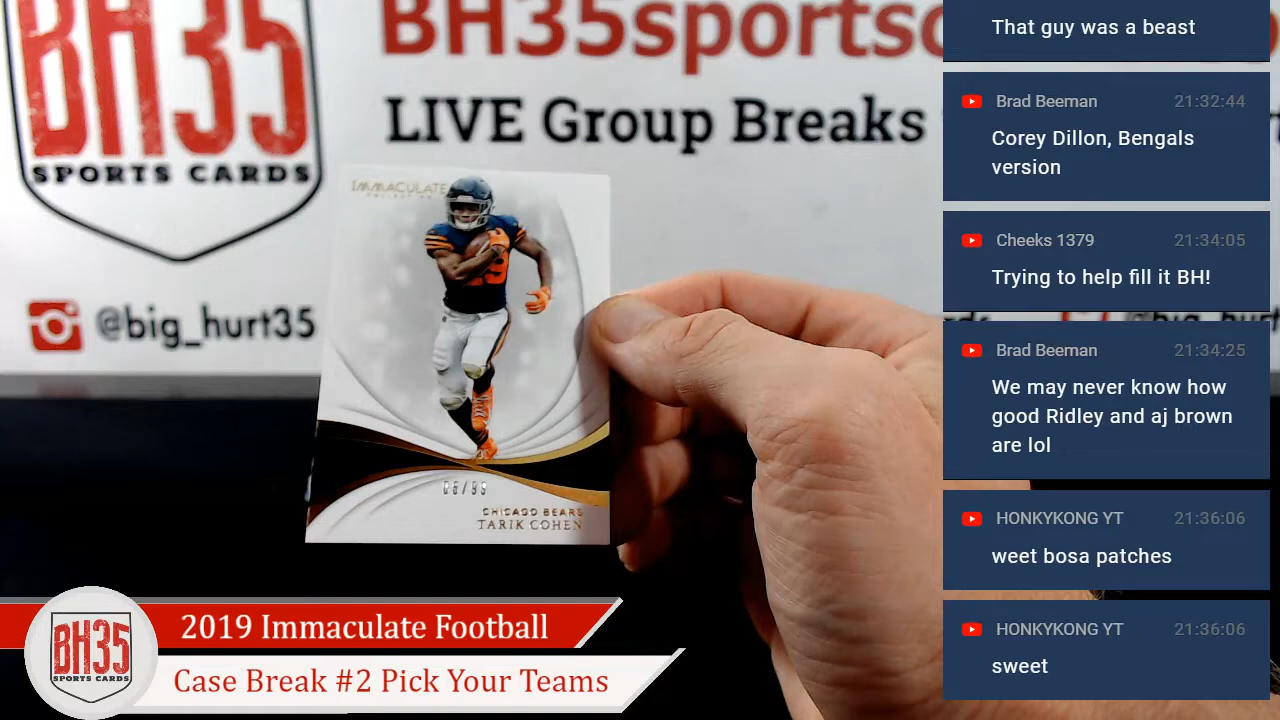 BH35
SPORTS CARDS
BH35sportsc
LIVE Group Breaks
@big_hurt35
IMMACULATE
COLLECTION
06/99
CHICAGO BEARS
TARIK COHEN
2019 Immaculate Football
Case Break #2 Pick Your Teams
BH35
SPORTS CARDS
That guy was a beast
Brad Beeman 21:32:44
Corey Dillon, Bengals
version
Cheeks 1379 21:34:05
Trying to help fill it BH!
Brad Beeman 21:34:25
We may never know how
good Ridley and aj brown
are lol
HONKYKONG YT 21:36:06
weet bosa patches
HONKYKONG YT 21:36:06
sweet